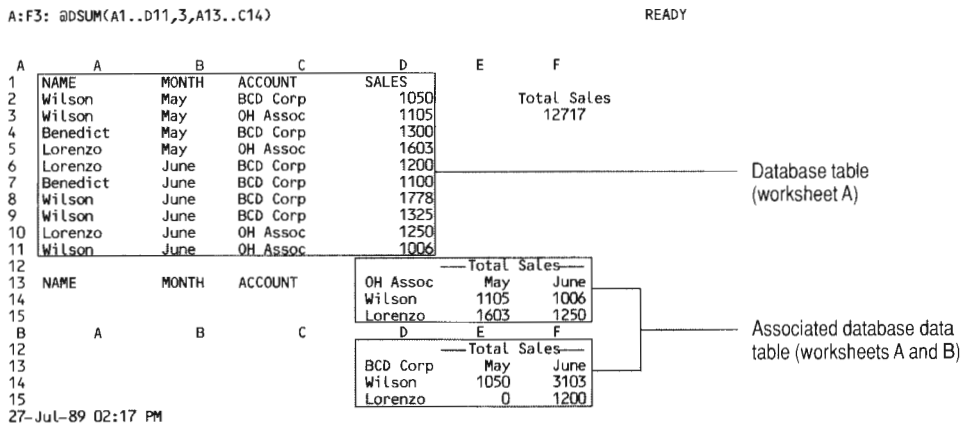 A:F3: @DSUM(A1..D11,3,A13..C14) READY
A A B C D E F
1 NAME MONTH ACCOUNT SALES
2 Wilson May BCD Corp 1050 Total Sales
3 Wilson May OH Assoc 1105 12717
4 Benedict May BCD Corp 1300
5 Lorenzo May OH Assoc 1603
6 Lorenzo June BCD Corp 1200
7 Benedict June BCD Corp 1100
8 Wilson June BCD Corp 1778
9 Wilson June BCD Corp 1325
10 Lorenzo June OH Assoc 1250
11 Wilson June OH Assoc 1006
Database table
(worksheet A)
12 Total Sales
13 NAME MONTH ACCOUNT OH Assoc May June
14 Wilson 1105 1006
15 Lorenzo 1603 1250
B A B C D E F
12 Total Sales
13 BCD Corp May June
14 Wilson 1050 3103
15 Lorenzo 0 1200
Associated database data
table (worksheets A and B)
27-Jul-89 02:17 PM